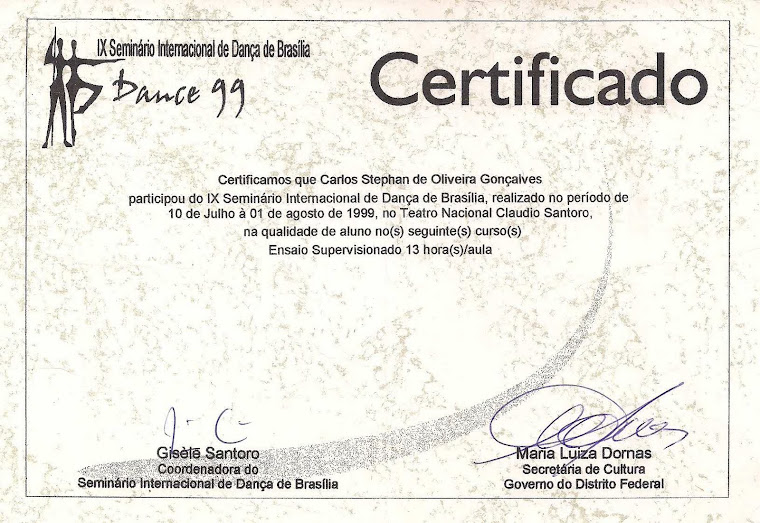 IX Seminário Internacional de Dança de Brasília
Dance 99
Certificado
Certificamos que Carlos Stephan de Oliveira Gonçalves
participou do IX Seminário Internacional de Dança de Brasília, realizado no período de
10 de Julho à 01 de agosto de 1999, no Teatro Nacional Claudio Santoro,
na qualidade de aluno no(s) seguinte(s) curso(s)
Ensaio Supervisionado 13 hora(s)/aula
Gisèle Santoro
Coordenadora do
Seminário Internacional de Dança de Brasília
Maria Luiza Dornas
Secretária de Cultura
Governo do Distrito Federal